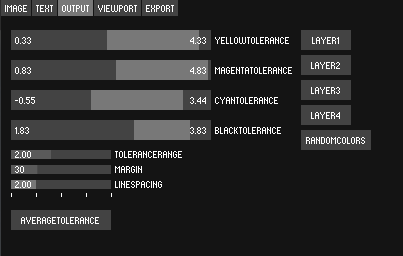 IMAGE TEXT OUTPUT VIEWPORT EXPORT
0.33 4.33 YELLOWTOLERANCE LAYER1
0.83 4.83 MAGENTATOLERANCE LAYER2
-0.55 3.44 CYANTOLERANCE LAYER3
1.83 3.83 BLACKTOLERANCE LAYER4
RANDOMCOLORS
2.00 TOLERANCERANGE
30 MARGIN
2.00 LINESPACING
AVERAGETOLERANCE